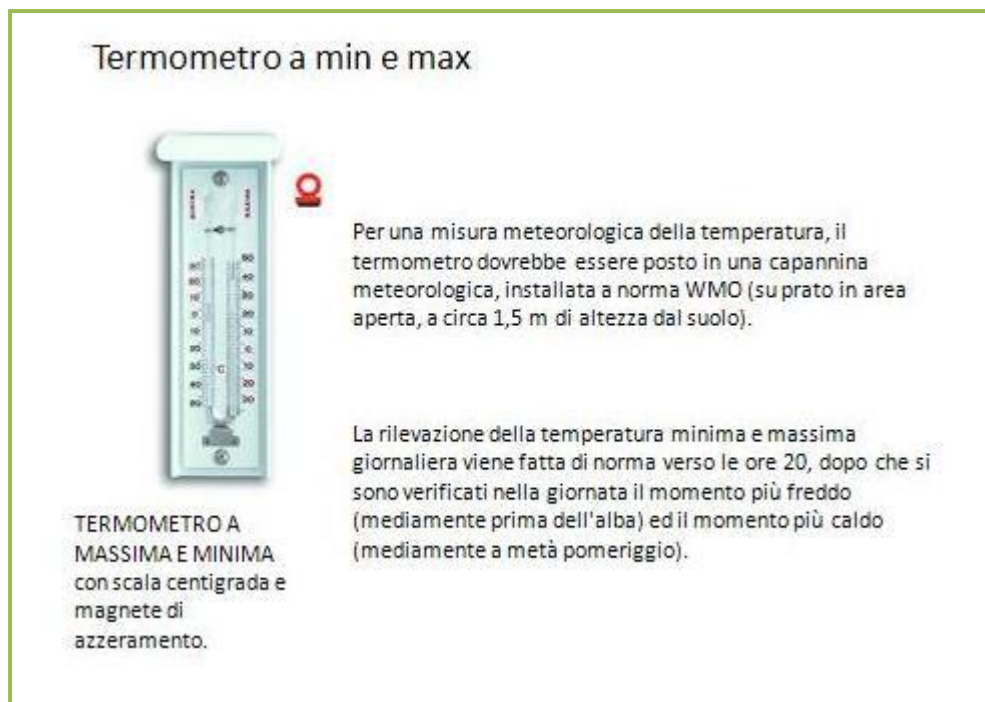 Termometro a min e max
Per una misura meteorologica della temperatura, il
termometro dovrebbe essere posto in una capannina
meteorologica, installata a norma WMO (su prato in area
aperta, a circa 1,5 m di altezza dal suolo).
La rilevazione della temperatura minima e massima
giornaliera viene fatta di norma verso le ore 20, dopo che si
sono verificati nella giornata il momento più freddo
(mediamente prima dell'alba) ed il momento più caldo
(mediamente a metà pomeriggio).
TERMOMETRO A
MASSIMA E MINIMA
con scala centigrada e
magnete di
azzeramento.